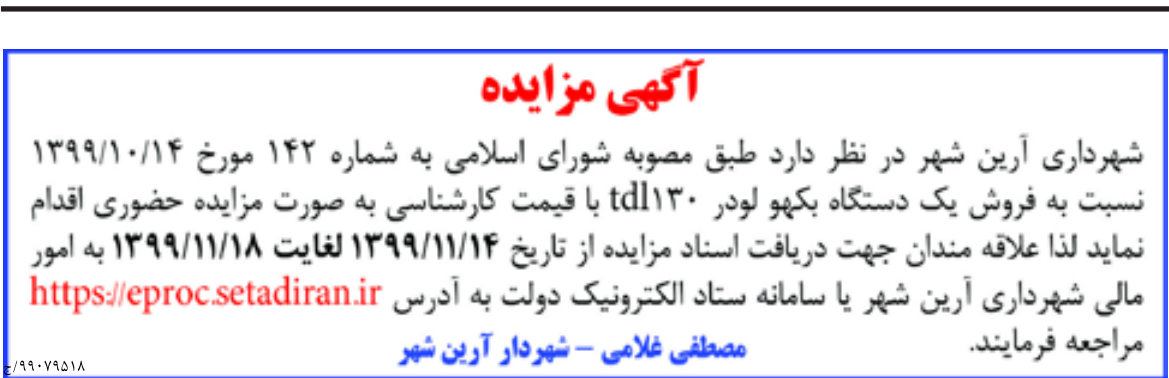 آگهی مزایده
شهرداری آرین شهر در نظر دارد طبق مصوبه شورای اسلامی به شماره ۱۴۲ مورخ ۱۳۹۹/۱۰/۱۴
نسبت به فروش یک دستگاه بکهو لودر tdl۱۳۰ با قیمت کارشناسی به صورت مزایده حضوری اقدام
نماید لذا علاقه مندان جهت دریافت اسناد مزایده از تاریخ ۱۳۹۹/۱۱/۱۴ لغایت ۱۳۹۹/۱۱/۱۸ به امور
مالی شهرداری آرین شهر یا سامانه ستاد الکترونیک دولت به آدرس https://eproc.setadiran.ir
مراجعه فرمایند.
مصطفی غلامی – شهردار آرین شهر
۹۹۰۷۹۵۱۸/ج